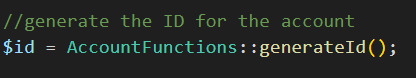 //generate the ID for the account
$id = AccountFunctions::generateId();